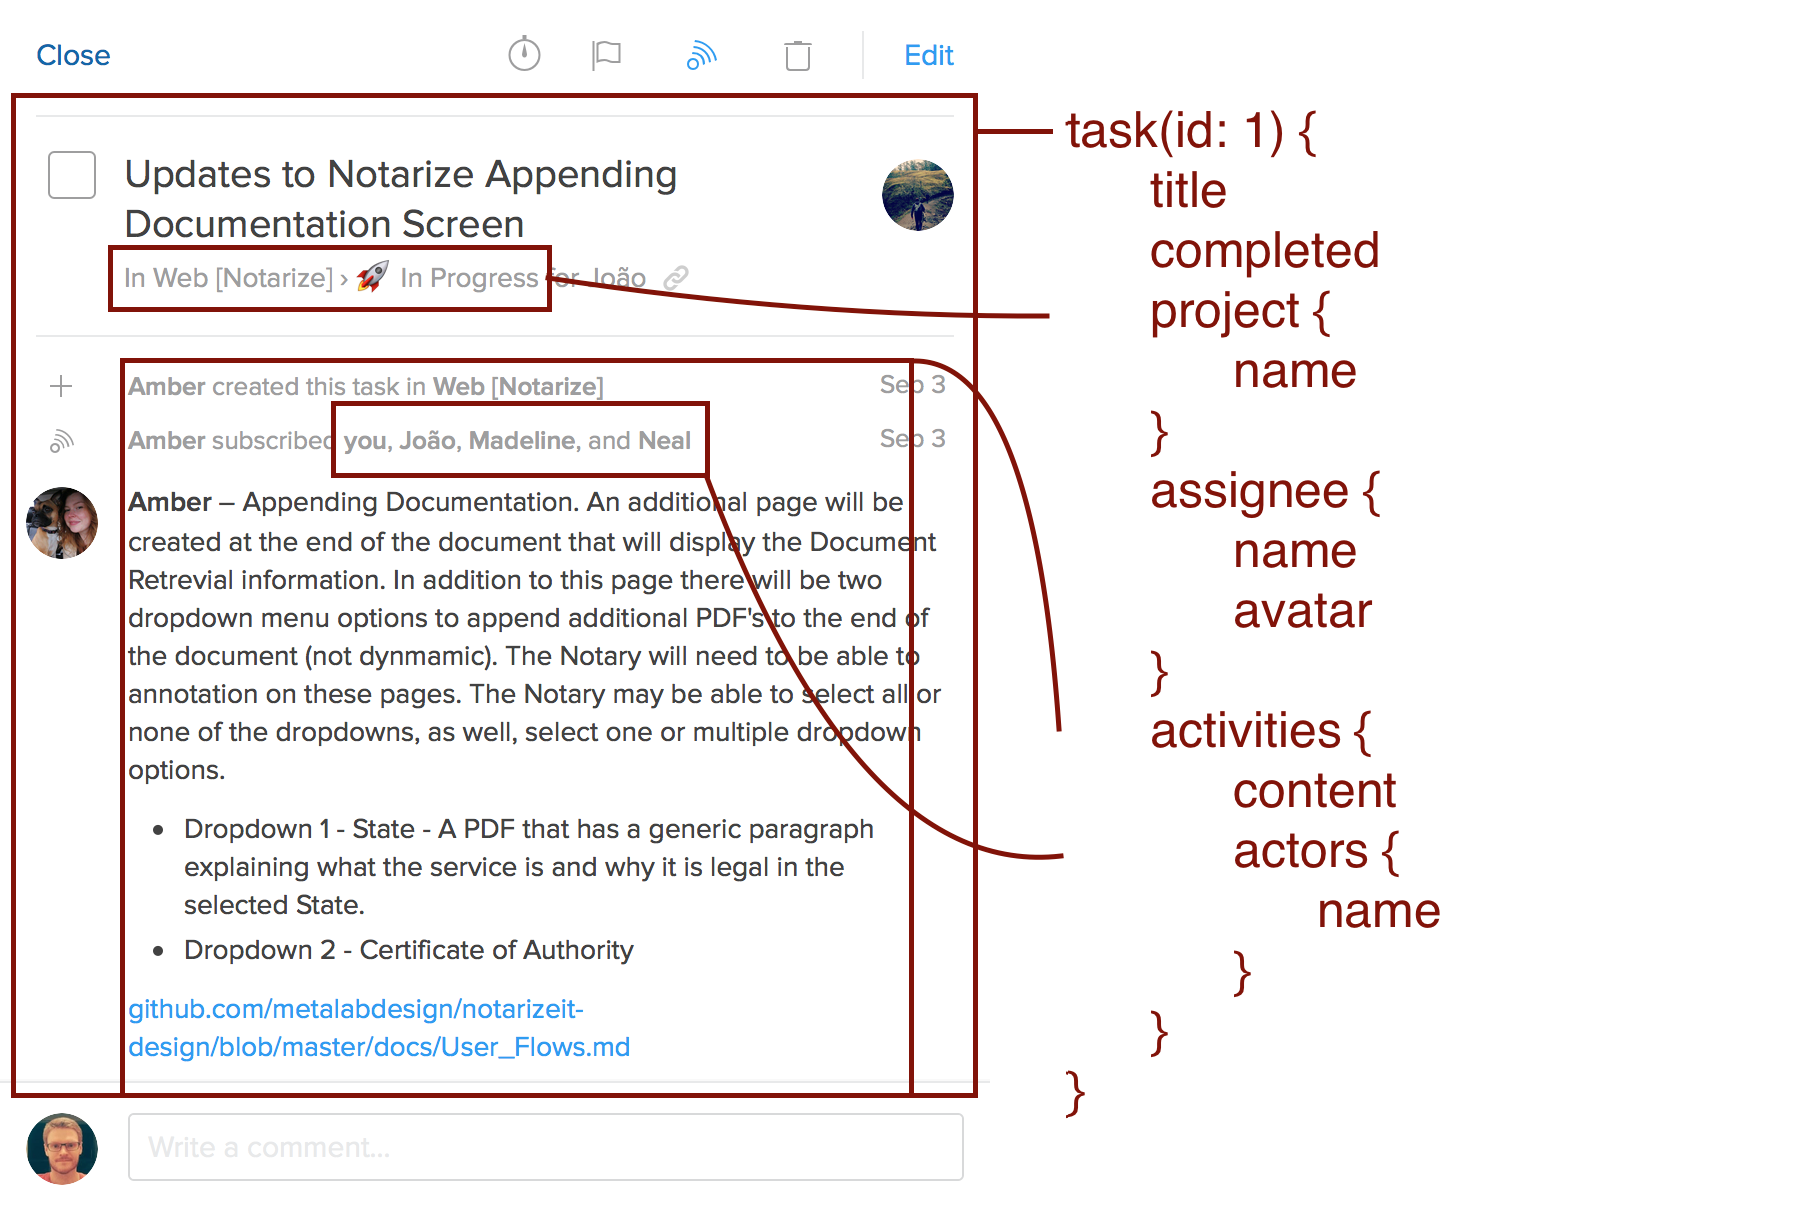 Close
Edit
Updates to Notarize Appending
Documentation Screen
In Web [Notarize] › 🚀 In Progress for João
Amber created this task in Web [Notarize]
Sep 3
Amber subscribed you, João, Madeline, and Neal
Sep 3
Amber – Appending Documentation. An additional page will be
created at the end of the document that will display the Document
Retrevial information. In addition to this page there will be two
dropdown menu options to append additional PDF's to the end of
the document (not dynmamic). The Notary will need to be able to
annotation on these pages. The Notary may be able to select all or
none of the dropdowns, as well, select one or multiple dropdown
options.
• Dropdown 1 - State - A PDF that has a generic paragraph
explaining what the service is and why it is legal in the
selected State.
• Dropdown 2 - Certificate of Authority
github.com/metalabdesign/notarizeit-
design/blob/master/docs/User_Flows.md
Write a comment...
task(id: 1) {
title
completed
project {
name
}
assignee {
name
avatar
}
activities {
content
actors {
name
}
}
}